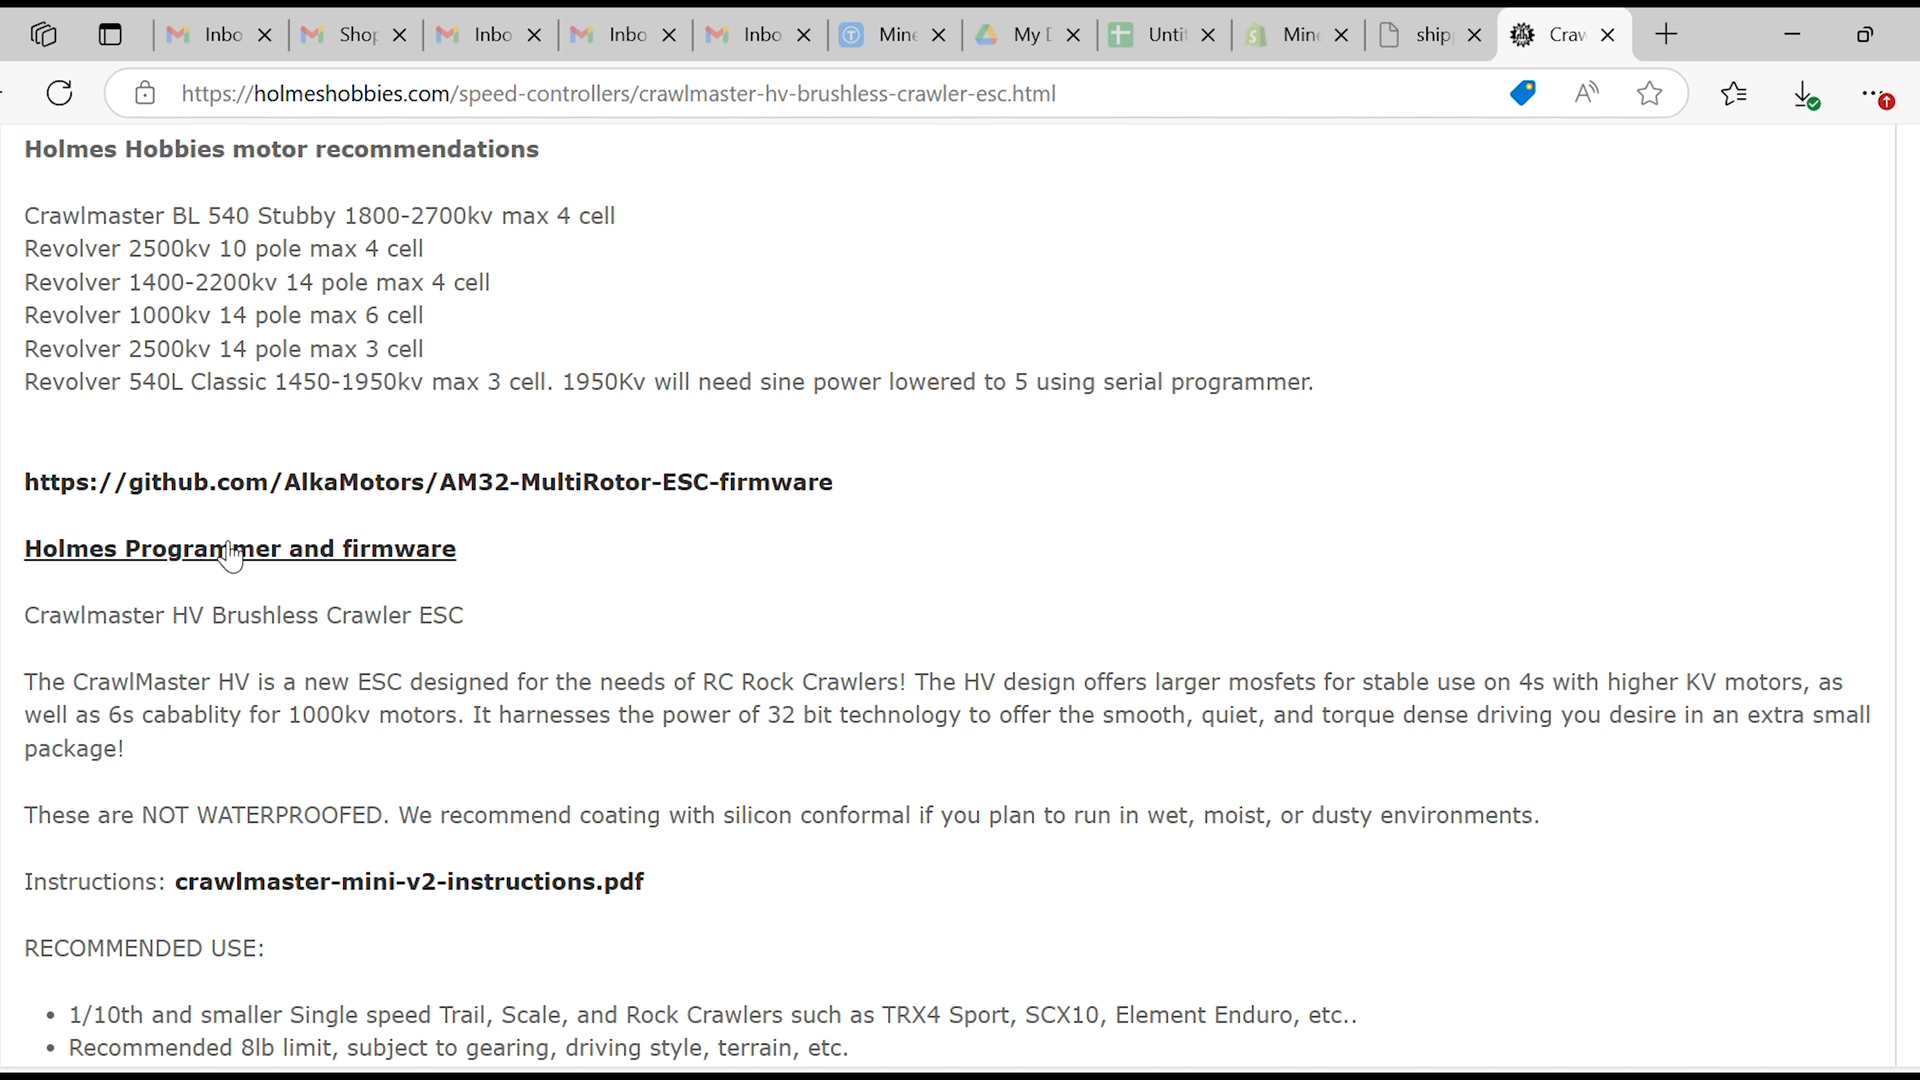 Inbo
Shop
Inbo
Inbo
Inbo
Mine
My D
Unti
Mine
ship
Craw
https://holmeshobbies.com/speed-controllers/crawlmaster-hv-brushless-crawler-esc.html
Holmes Hobbies motor recommendations
Crawlmaster BL 540 Stubby 1800-2700kv max 4 cell
Revolver 2500kv 10 pole max 4 cell
Revolver 1400-2200kv 14 pole max 4 cell
Revolver 1000kv 14 pole max 6 cell
Revolver 2500kv 14 pole max 3 cell
Revolver 540L Classic 1450-1950kv max 3 cell. 1950Kv will need sine power lowered to 5 using serial programmer.
https://github.com/AlkaMotors/AM32-MultiRotor-ESC-firmware
Holmes Programmer and firmware
Crawlmaster HV Brushless Crawler ESC
The CrawlMaster HV is a new ESC designed for the needs of RC Rock Crawlers! The HV design offers larger mosfets for stable use on 4s with higher KV motors, as
well as 6s cabablity for 1000kv motors. It harnesses the power of 32 bit technology to offer the smooth, quiet, and torque dense driving you desire in an extra small
package!
These are NOT WATERPROOFED. We recommend coating with silicon conformal if you plan to run in wet, moist, or dusty environments.
Instructions: crawlmaster-mini-v2-instructions.pdf
RECOMMENDED USE:
• 1/10th and smaller Single speed Trail, Scale, and Rock Crawlers such as TRX4 Sport, SCX10, Element Enduro, etc..
• Recommended 8lb limit, subject to gearing, driving style, terrain, etc.